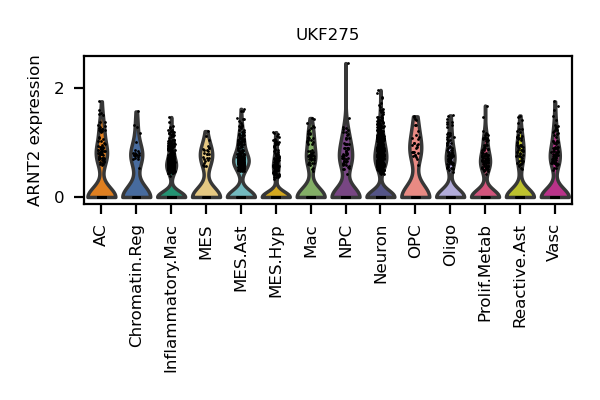 UKF275
ARNT2 expression
2
0
AC
Chromatin.Reg
Inflammatory.Mac
MES
MES.Ast
MES.Hyp
Mac
NPC
Neuron
OPC
Oligo
Prolif.Metab
Reactive.Ast
Vasc